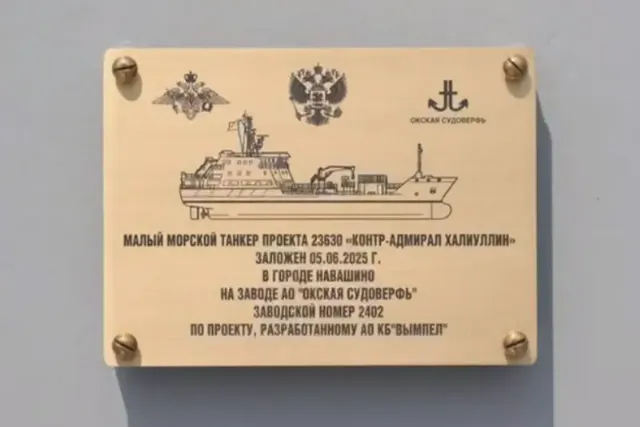 ОКСКАЯ СУДОВЕРФЬ
МАЛЫЙ МОРСКОЙ ТАНКЕР ПРОЕКТА 23630 «КОНТР-АДМИРАЛ ХАЛИУЛЛИН»
ЗАЛОЖЕН 05.06.2025 Г.
В ГОРОДЕ НАВАШИНО
НА ЗАВОДЕ АО "ОКСКАЯ СУДОВЕРФЬ"
ЗАВОДСКОЙ НОМЕР 2402
ПО ПРОЕКТУ, РАЗРАБОТАННОМУ АО КБ"ВЫМПЕЛ"